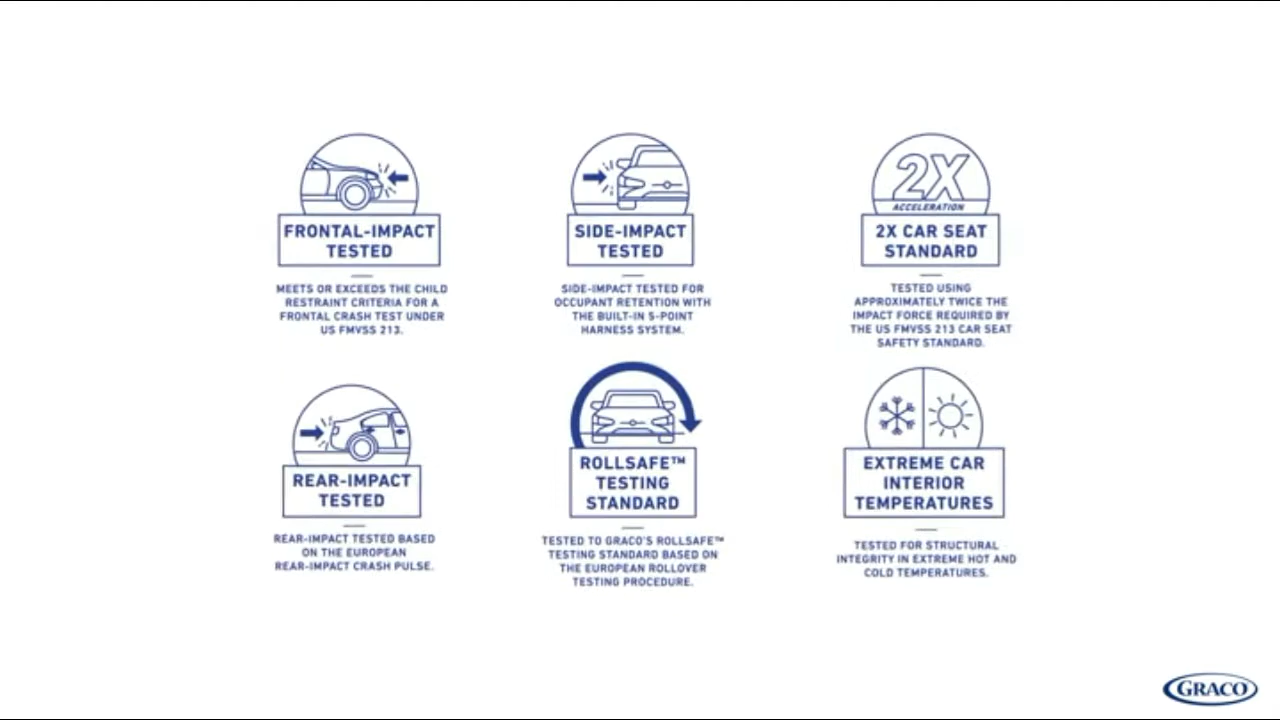 FRONTAL-IMPACT
TESTED
MEETS OR EXCEEDS THE CHILD
RESTRAINT CRITERIA FOR A
FRONTAL CRASH TEST UNDER
US FMVSS 213.
SIDE-IMPACT
TESTED
SIDE-IMPACT TESTED FOR
OCCUPANT RETENTION WITH
THE BUILT-IN 5-POINT
HARNESS SYSTEM.
2X
ACCELERATION
2X CAR SEAT
STANDARD
TESTED USING
APPROXIMATELY TWICE THE
IMPACT FORCE REQUIRED BY
THE US FMVSS 213 CAR SEAT
SAFETY STANDARD.
REAR-IMPACT
TESTED
REAR-IMPACT TESTED BASED
ON THE EUROPEAN
REAR-IMPACT CRASH PULSE.
ROLLSAFE™
TESTING
STANDARD
TESTED TO GRACO'S ROLLSAFE™
TESTING STANDARD BASED ON
THE EUROPEAN ROLLOVER
TESTING PROCEDURE.
EXTREME CAR
INTERIOR
TEMPERATURES
TESTED FOR STRUCTURAL
INTEGRITY IN EXTREME HOT AND
COLD TEMPERATURES.
GRACO